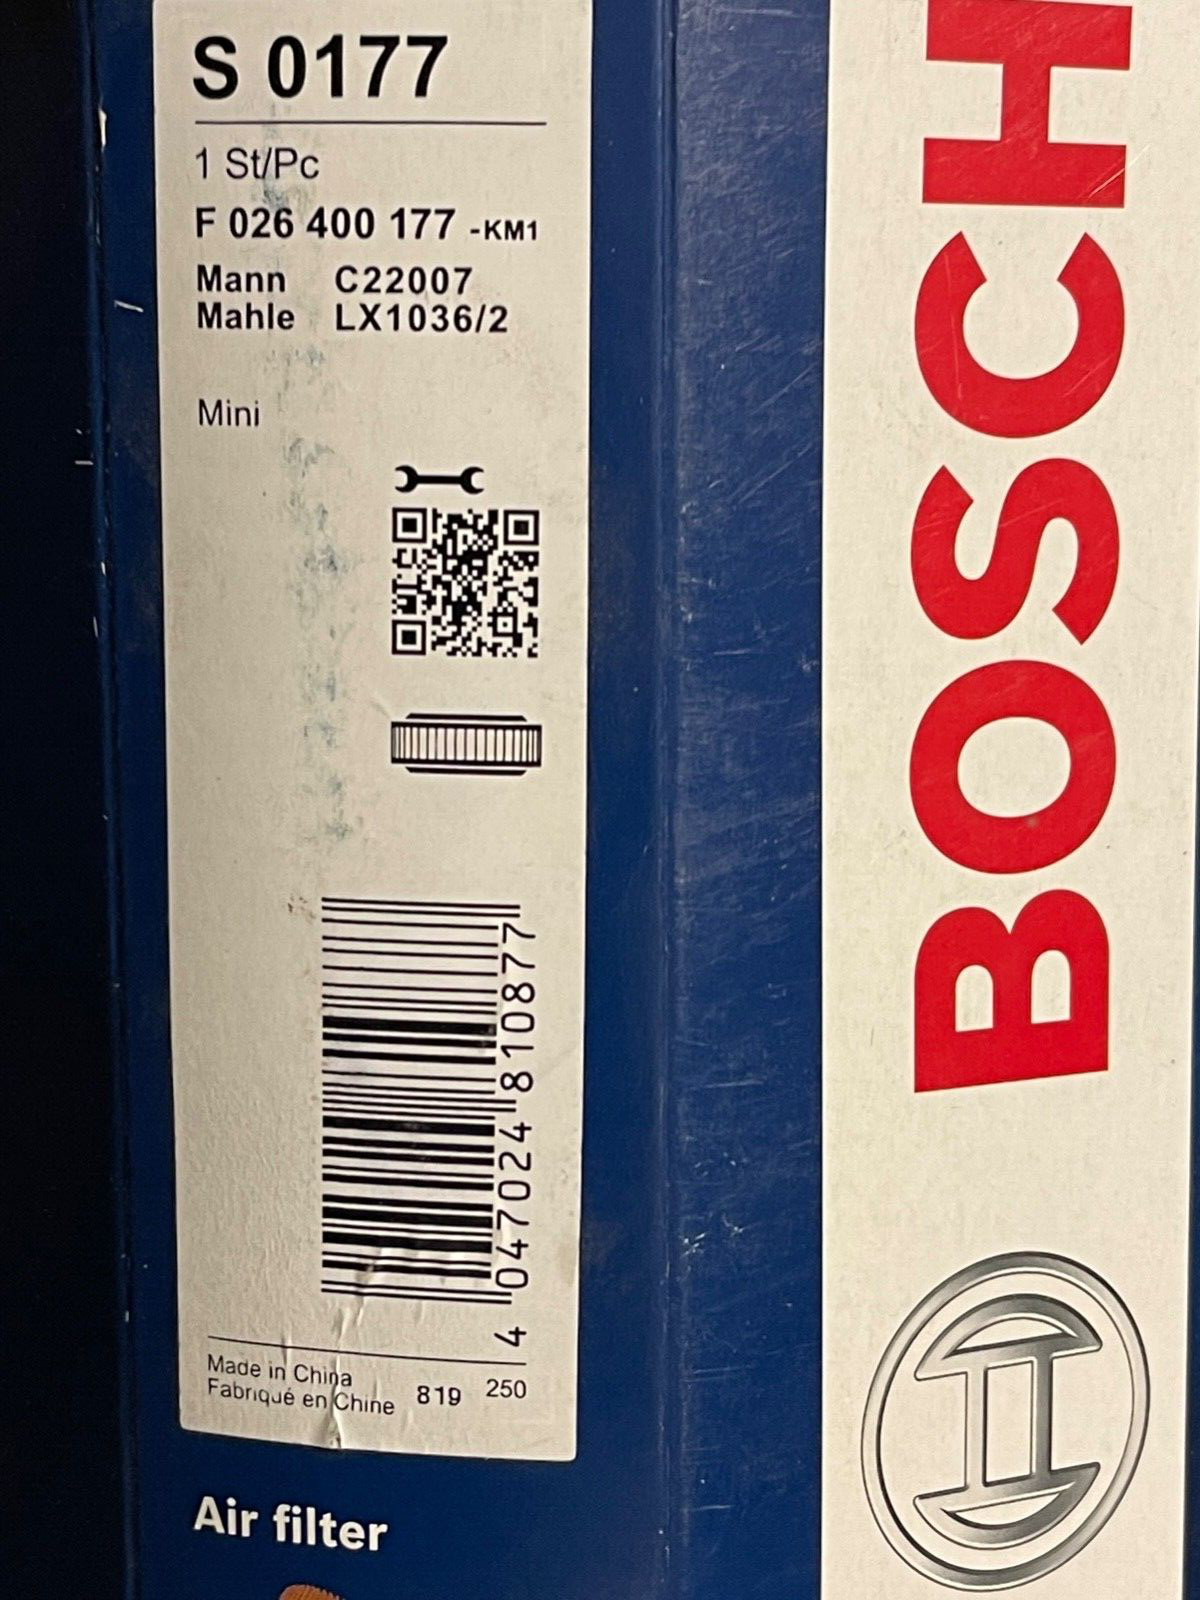 S 0177
1 St/Pc
F 026 400 177 -KM1
Mann C22007
Mahle LX1036/2
Mini
4 047024 810877
Made in China
Fabriqué en Chine 819 250
Air filter
BOSCH